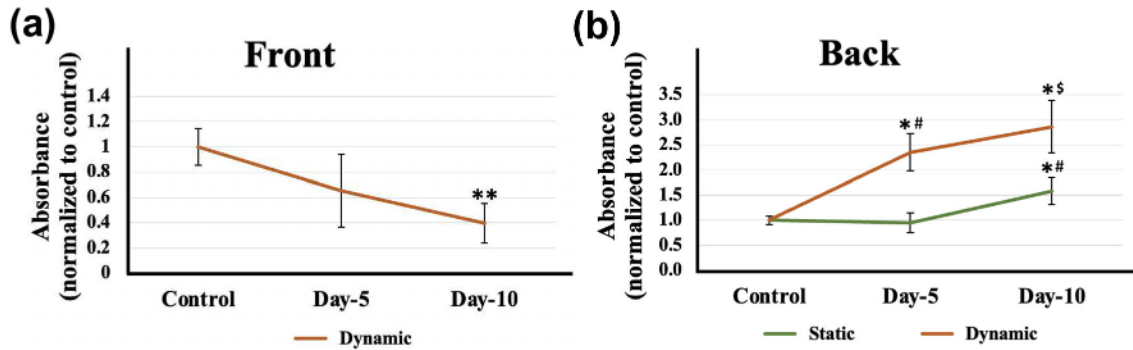 (a)
Front
Absorbance
(normalized to control)
1.4
1.2
1
0.8
0.6
0.4
0.2
0
**
Control Day-5 Day-10
Dynamic
(b)
Back
Absorbance
(normalized to control)
3.5
3.0
2.5
2.0
1.5
1.0
0.5
0.0
*#
*$
*#
Control Day-5 Day-10
Static Dynamic